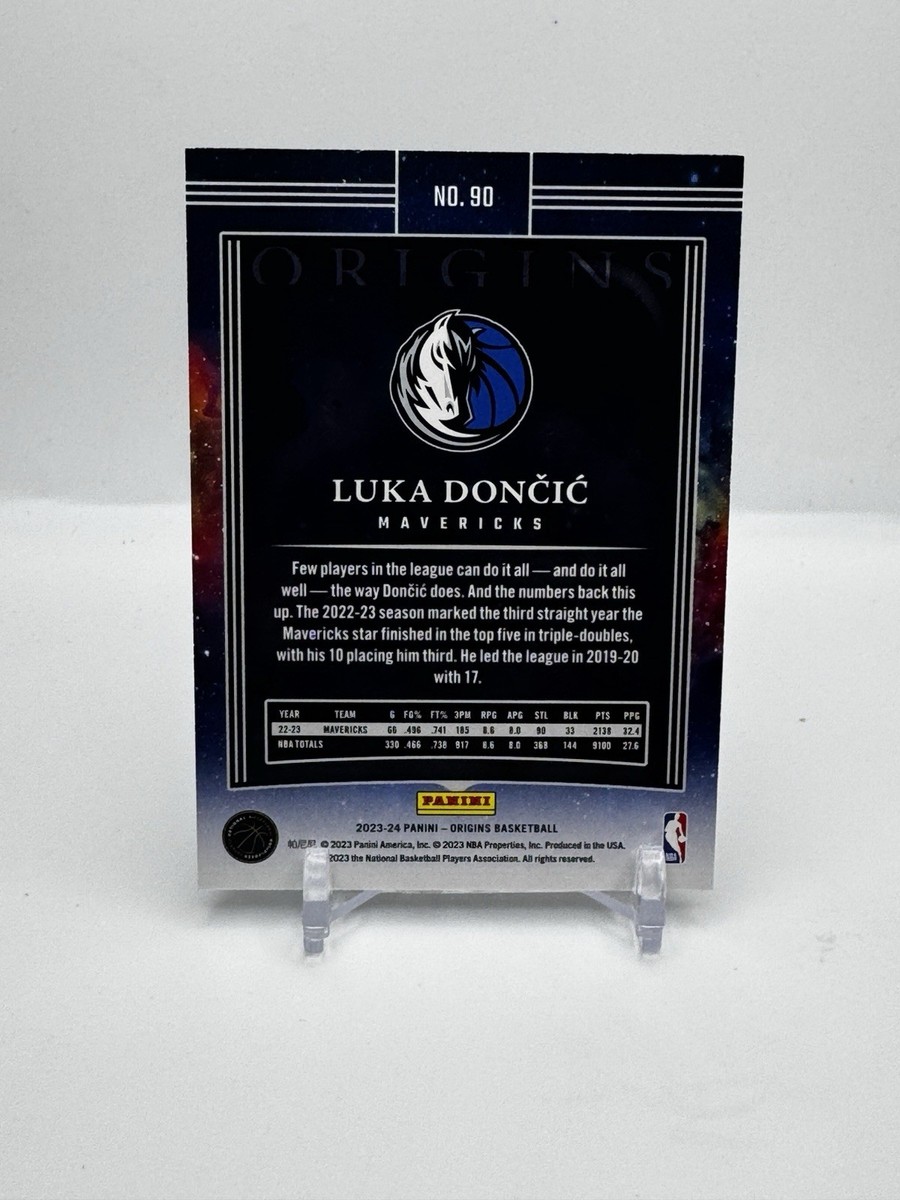 NO. 90
ORIGINS
LUKA DONČIĆ
MAVERICKS
Few players in the league can do it all — and do it all
well — the way Dončić does. And the numbers back this
up. The 2022-23 season marked the third straight year the
Mavericks star finished in the top five in triple-doubles,
with his 10 placing him third. He led the league in 2019-20
with 17.
YEAR TEAM G FG% FT% 3PM RPG APG STL BLK PTS PPG
22-23 MAVERICKS 66 .496 .741 185 8.6 8.0 90 33 2138 32.4
NBA TOTALS 330 .466 .738 917 8.6 8.0 368 144 9100 27.6
PANINI
2023-24 PANINI – ORIGINS BASKETBALL
帕尼尼 © 2023 Panini America, Inc. © 2023 NBA Properties, Inc. Produced in the USA.
2023 the National Basketball Players Association. All rights reserved.
NBA